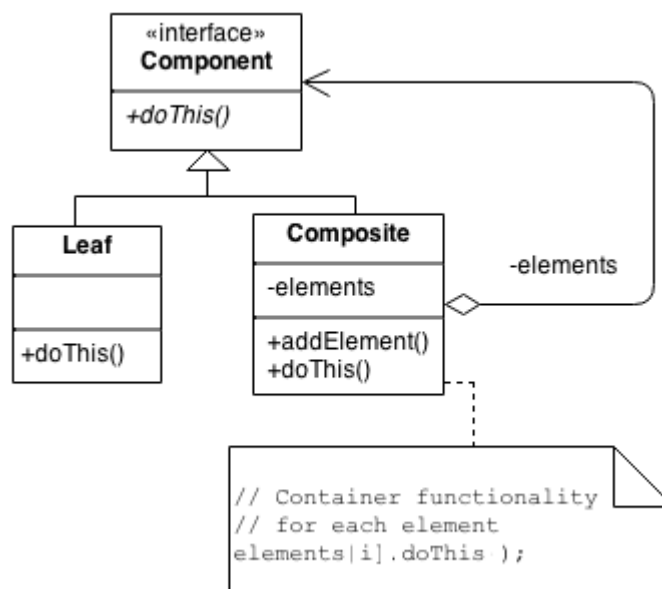 «interface»
Component
+doThis()
Leaf
+doThis()
Composite
-elements
+addElement()
+doThis()
-elements
// Container functionality
// for each element
elements|i].doThis );